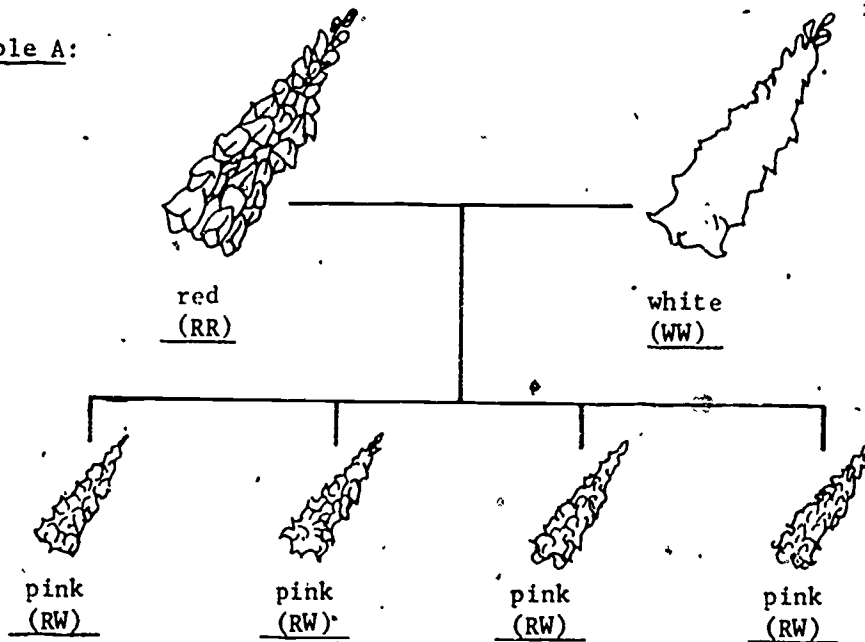 ple A:
red
(RR)
white
(WW)
pink
(RW)
pink
(RW)
pink
(RW)
pink
(RW)